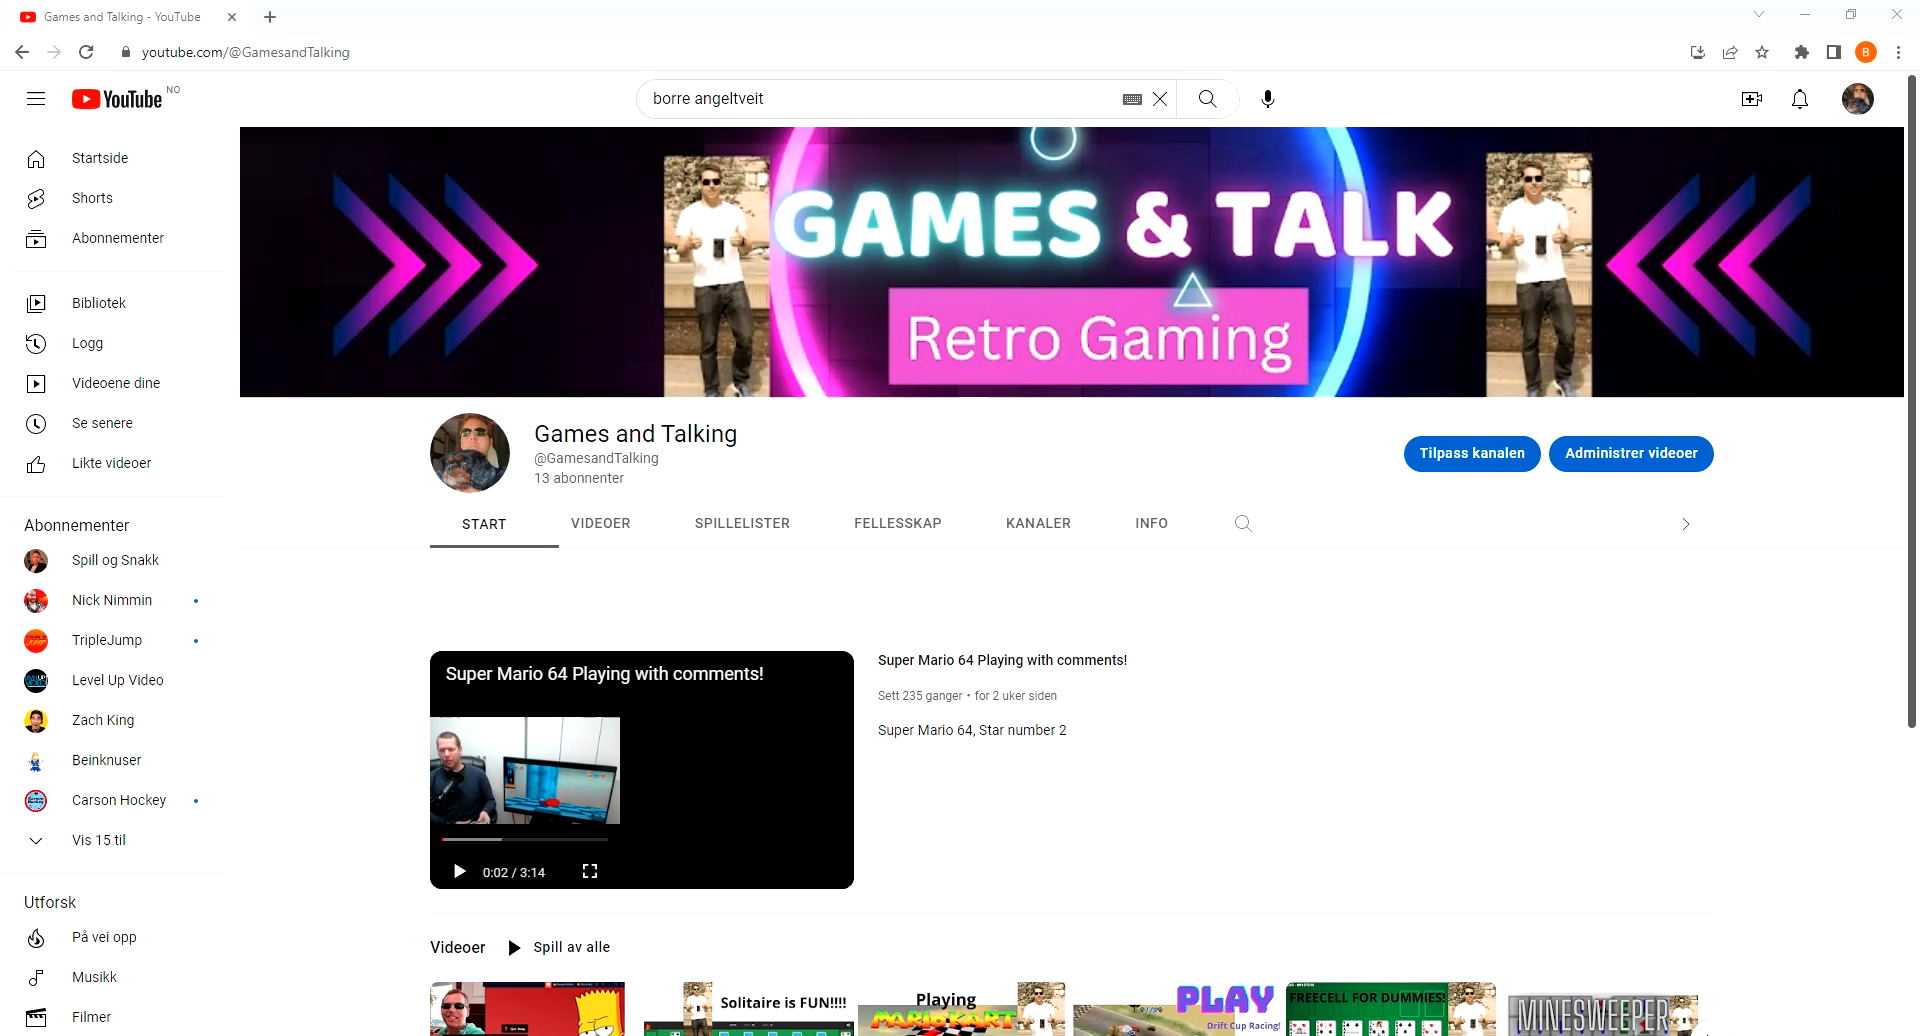 Games and Talking - YouTube
youtube.com/@GamesandTalking
B
YouTube NO
borre angeltveit
Startside
Shorts
Abonnementer
Bibliotek
Logg
Videoene dine
Se senere
Likte videoer
Abonnementer
Spill og Snakk
Nick Nimmin
TripleJump
Level Up Video
Zach King
Beinknuser
Carson Hockey
Vis 15 til
Utforsk
På vei opp
Musikk
Filmer
GAMES & TALK
Retro Gaming
Games and Talking
@GamesandTalking
13 abonnenter
Tilpass kanalen
Administrer videoer
START VIDEOER SPILLELISTER FELLESSKAP KANALER INFO
Super Mario 64 Playing with comments!
0:02 / 3:14
Super Mario 64 Playing with comments!
Sett 235 ganger • for 2 uker siden
Super Mario 64, Star number 2
Videoer Spill av alle
Solitaire is FUN!!!!
Playing
MARIO KART
PLAY
Drift Cup Racing!
FREECELL FOR DUMMIES!
MINESWEEPER